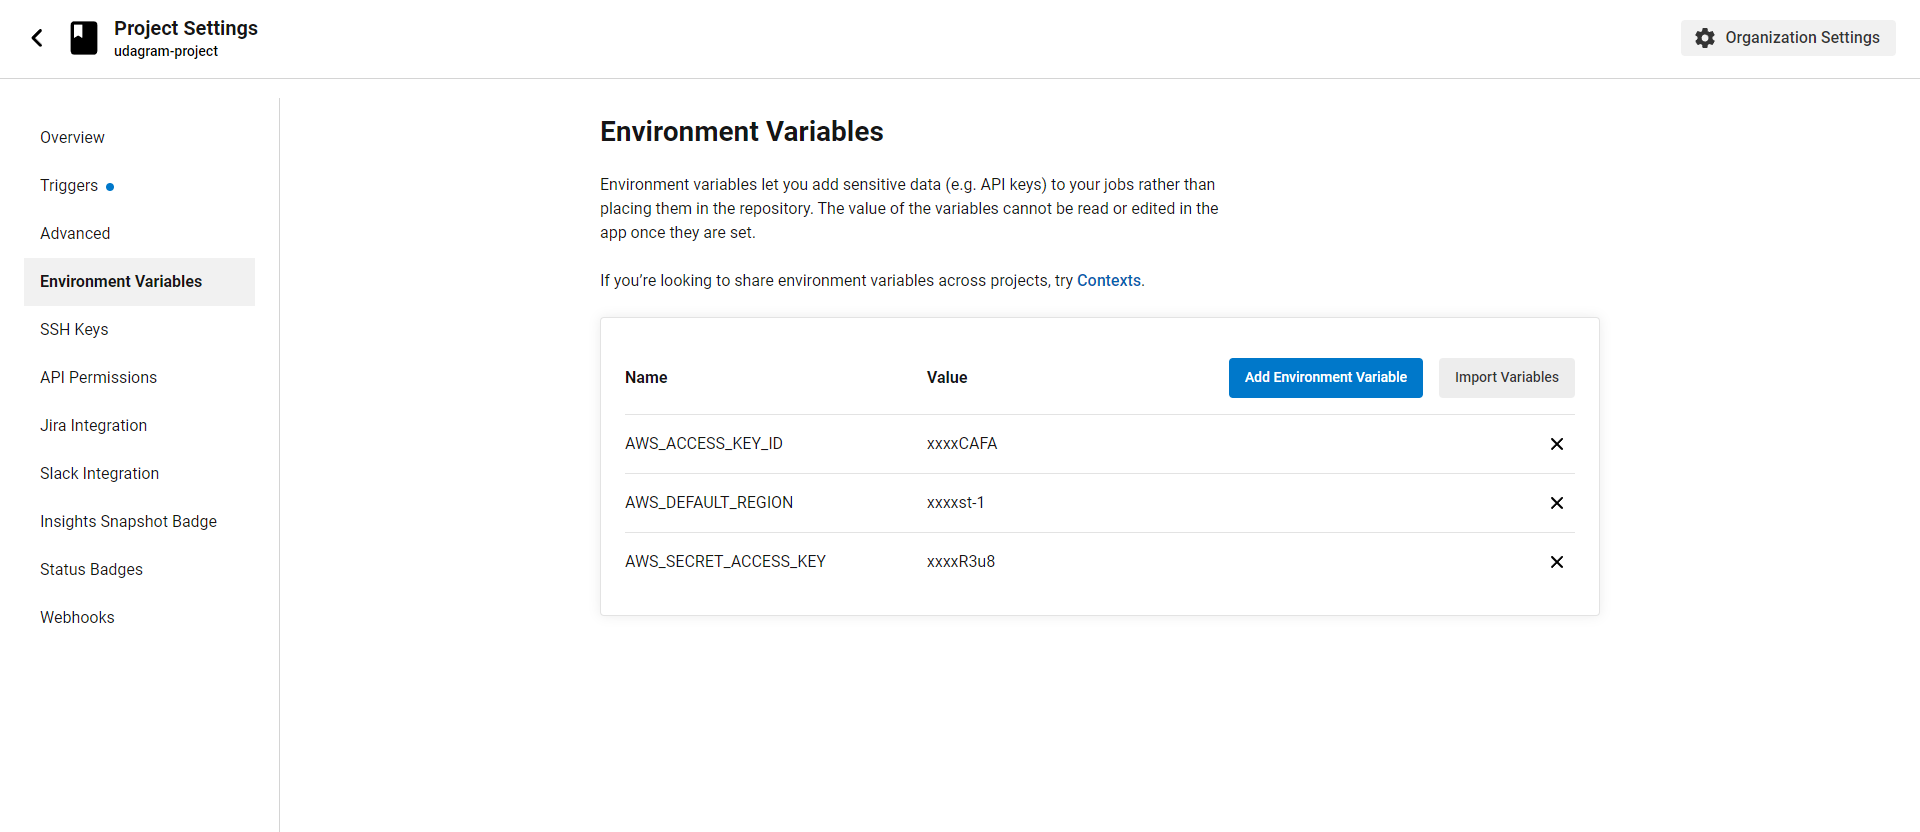 Project Settings
udagram-project
Organization Settings
Overview
Triggers
Advanced
Environment Variables
SSH Keys
API Permissions
Jira Integration
Slack Integration
Insights Snapshot Badge
Status Badges
Webhooks
Environment Variables
Environment variables let you add sensitive data (e.g. API keys) to your jobs rather than
placing them in the repository. The value of the variables cannot be read or edited in the
app once they are set.
If you’re looking to share environment variables across projects, try Contexts.
Name Value Add Environment Variable Import Variables
AWS_ACCESS_KEY_ID xxxxCAFA
AWS_DEFAULT_REGION xxxxst-1
AWS_SECRET_ACCESS_KEY xxxxR3u8